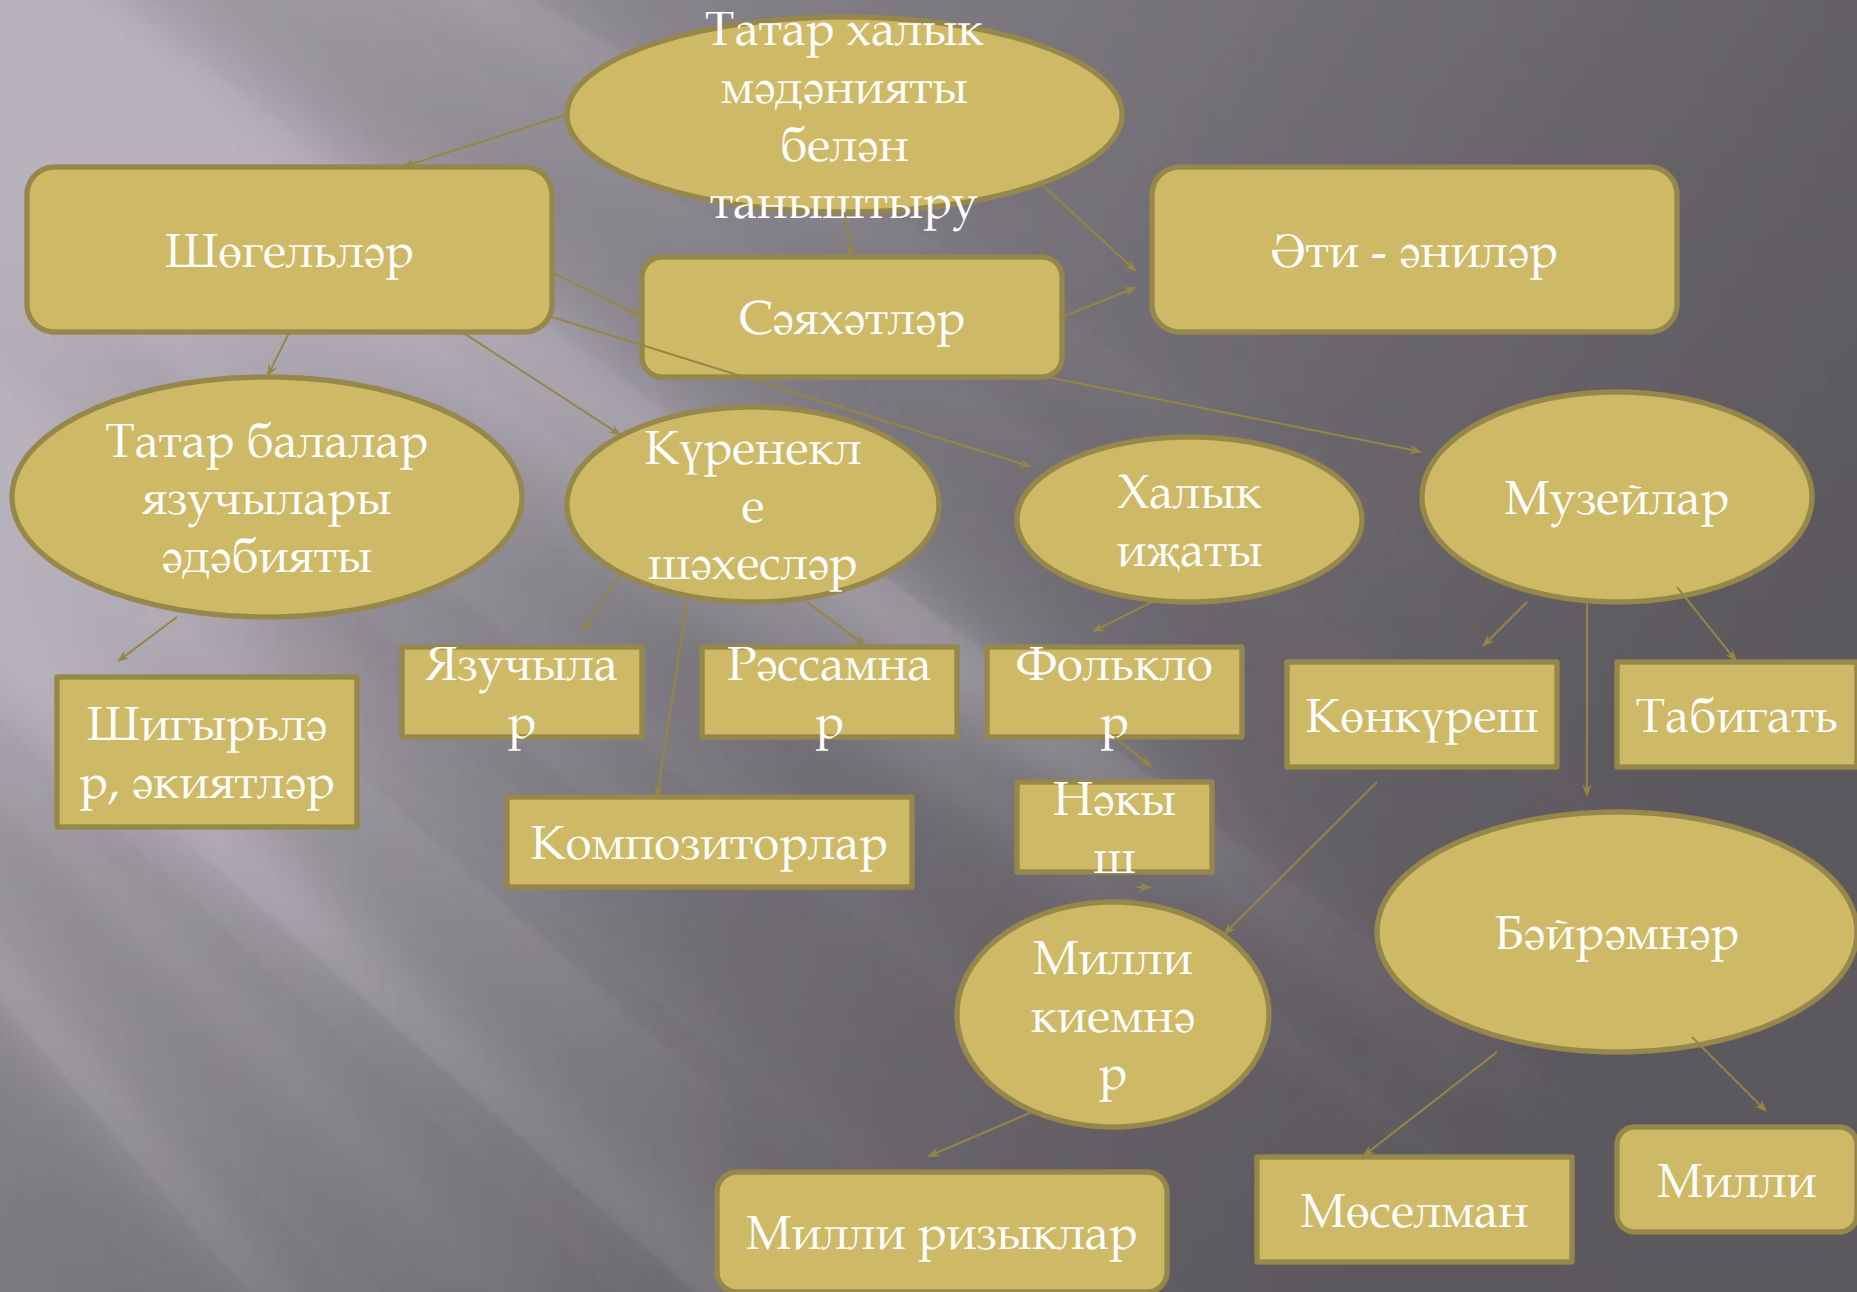 Татар халык
мәдәнияты
белән
таныштыру
Шөгельләр
Әти - әниләр
Сәяхәтләр
Татар балалар
язучылары
әдәбияты
Күренекл
е
шәхесләр
Халык
иҗаты
Музейлар
Язучыла
р
Рәссамна
р
Фолькло
р
Көнкүреш
Табигать
Шигырьлә
р, әкиятләр
Композиторлар
Нәкы
ш
Бәйрәмнәр
Милли
киемнә
р
Милли ризыклар
Мөселман
Милли